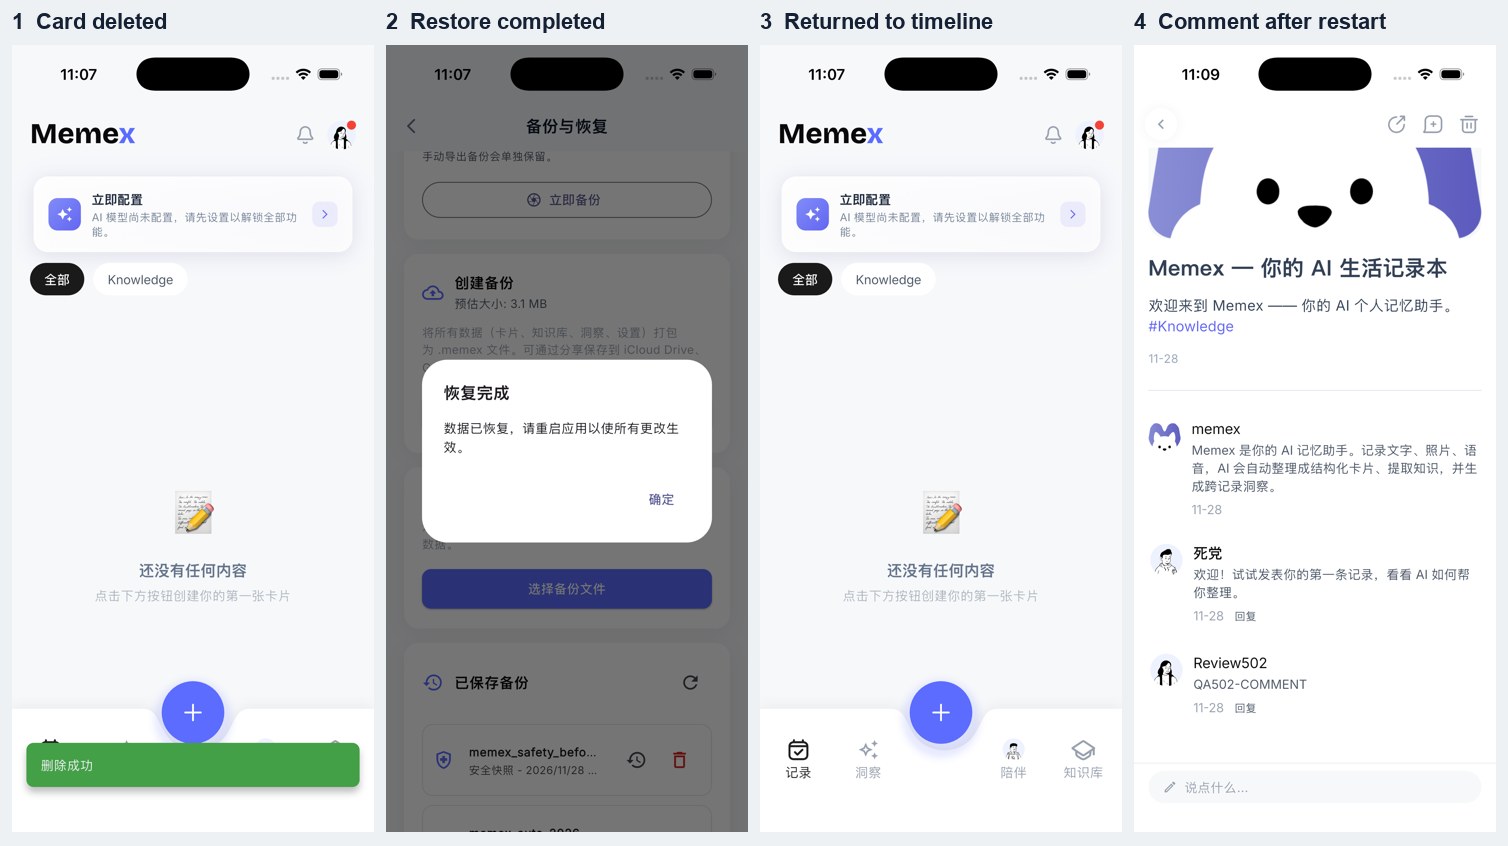 1 Card deleted
11:07
Memex
立即配置
AI 模型尚未配置，请先设置以解锁全部功
能。
全部
Knowledge
还没有任何内容
点击下方按钮创建你的第一张卡片
删除成功
2 Restore completed
11:07
备份与恢复
手动导出备份会单独保留。
立即备份
创建备份
预估大小: 3.1 MB
将所有数据（卡片、知识库、洞察、设置）打包
为 .memex 文件。可通过分享保存到 iCloud Drive、
恢复完成
数据已恢复，请重启应用以使所有更改生
效。
确定
数据。
选择备份文件
已保存备份
memex_safety_befo...
安全快照 - 2026/11/28 ...
3 Returned to timeline
11:07
Memex
立即配置
AI 模型尚未配置，请先设置以解锁全部功
能。
全部
Knowledge
还没有任何内容
点击下方按钮创建你的第一张卡片
记录
洞察
陪伴
知识库
4 Comment after restart
11:09
Memex — 你的 AI 生活记录本
欢迎来到 Memex —— 你的 AI 个人记忆助手。
#Knowledge
11-28
memex
Memex 是你的 AI 记忆助手。记录文字、照片、语
音，AI 会自动整理成结构化卡片、提取知识，并生
成跨记录洞察。
11-28
死党
欢迎！试试发表你的第一条记录，看看 AI 如何帮
你整理。
11-28 回复
Review502
QA502-COMMENT
11-28 回复
说点什么...